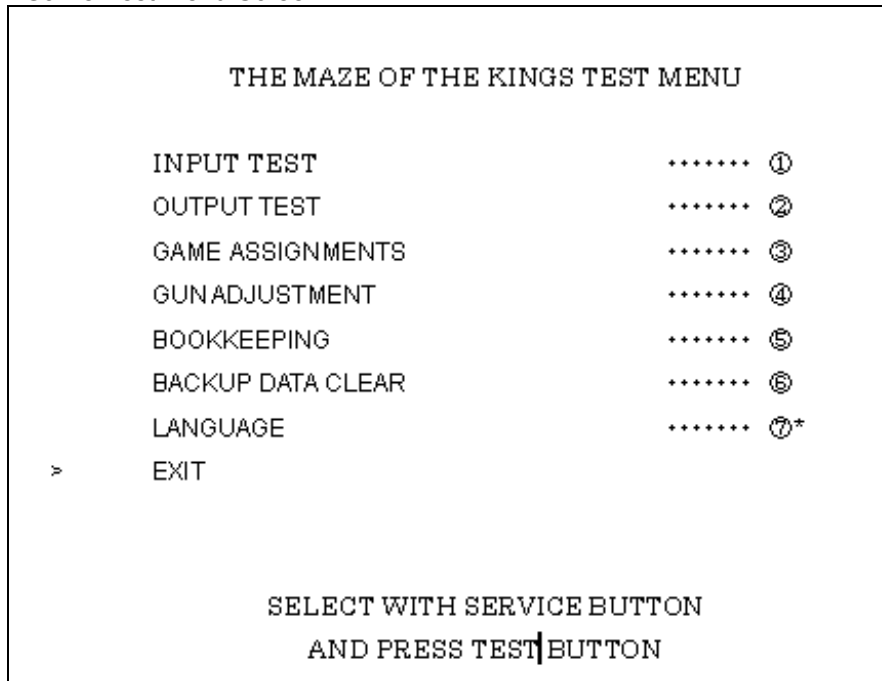 THE MAZE OF THE KINGS TEST MENU
INPUT TEST ······· ①
OUTPUT TEST ······· ②
GAME ASSIGNMENTS ······· ③
GUN ADJUSTMENT ······· ④
BOOKKEEPING ······· ⑤
BACKUP DATA CLEAR ······· ⑥
LANGUAGE ······· ⑦*
> EXIT
SELECT WITH SERVICE BUTTON
AND PRESS TEST BUTTON